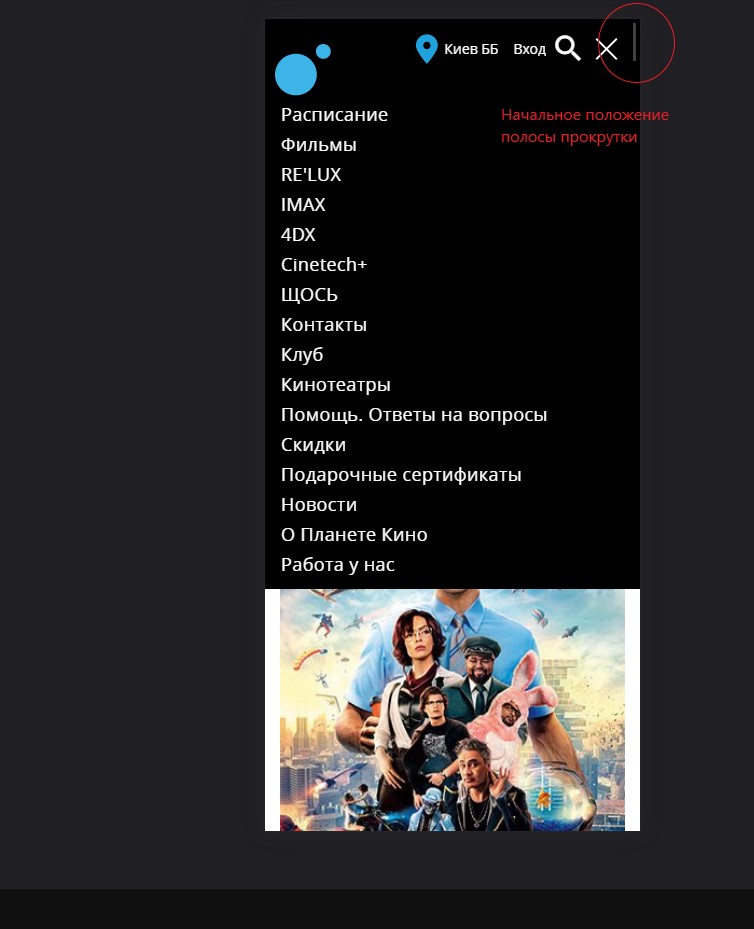 Киев ББ Вход
Расписание
Начальное положение
полосы прокрутки
Фильмы
RE'LUX
IMAX
4DX
Cinetech+
ЩОСЬ
Контакты
Клуб
Кинотеатры
Помощь. Ответы на вопросы
Скидки
Подарочные сертификаты
Новости
О Планете Кино
Работа у нас